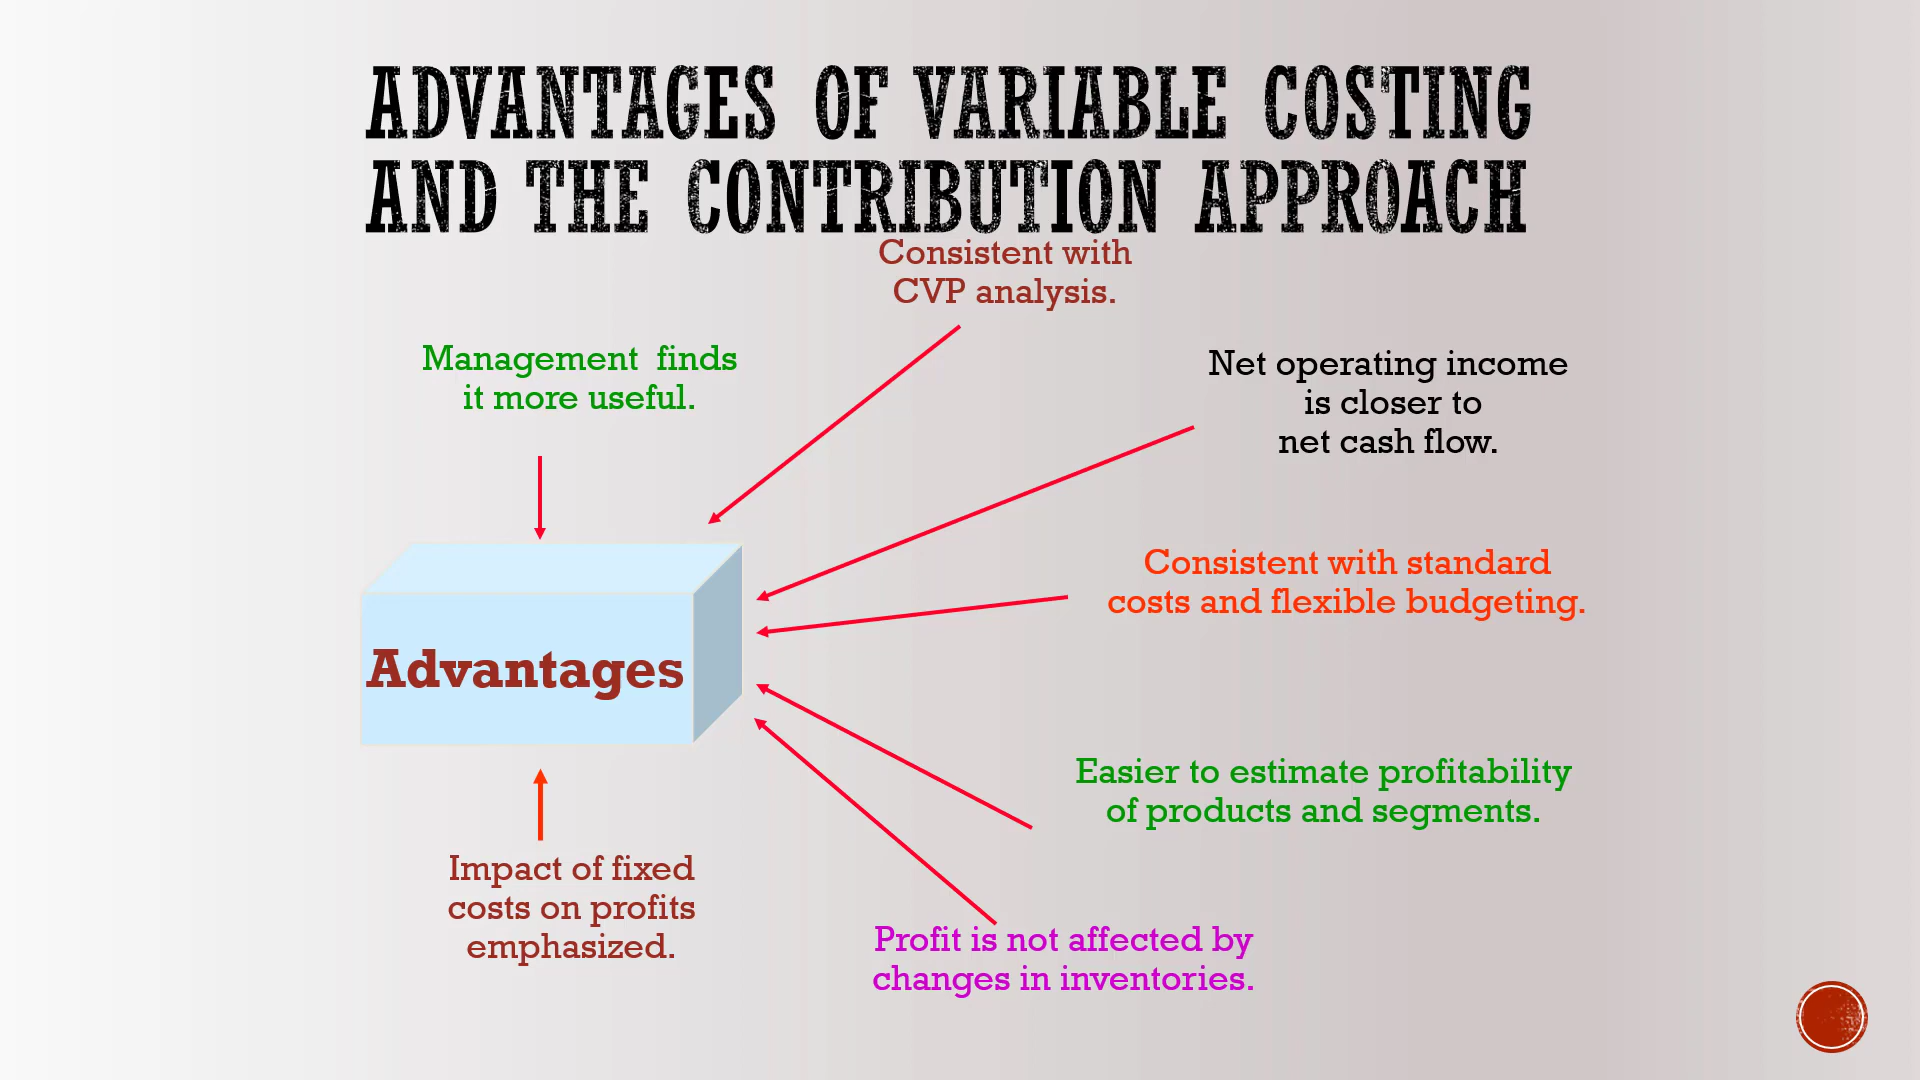 ADVANTAGES OF VARIABLE COSTING
AND THE CONTRIBUTION APPROACH
Consistent with
CVP analysis.
Management finds
it more useful.
Net operating income
is closer to
net cash flow.
Consistent with standard
costs and flexible budgeting.
Advantages
Easier to estimate profitability
of products and segments.
Impact of fixed
costs on profits
emphasized.
Profit is not affected by
changes in inventories.